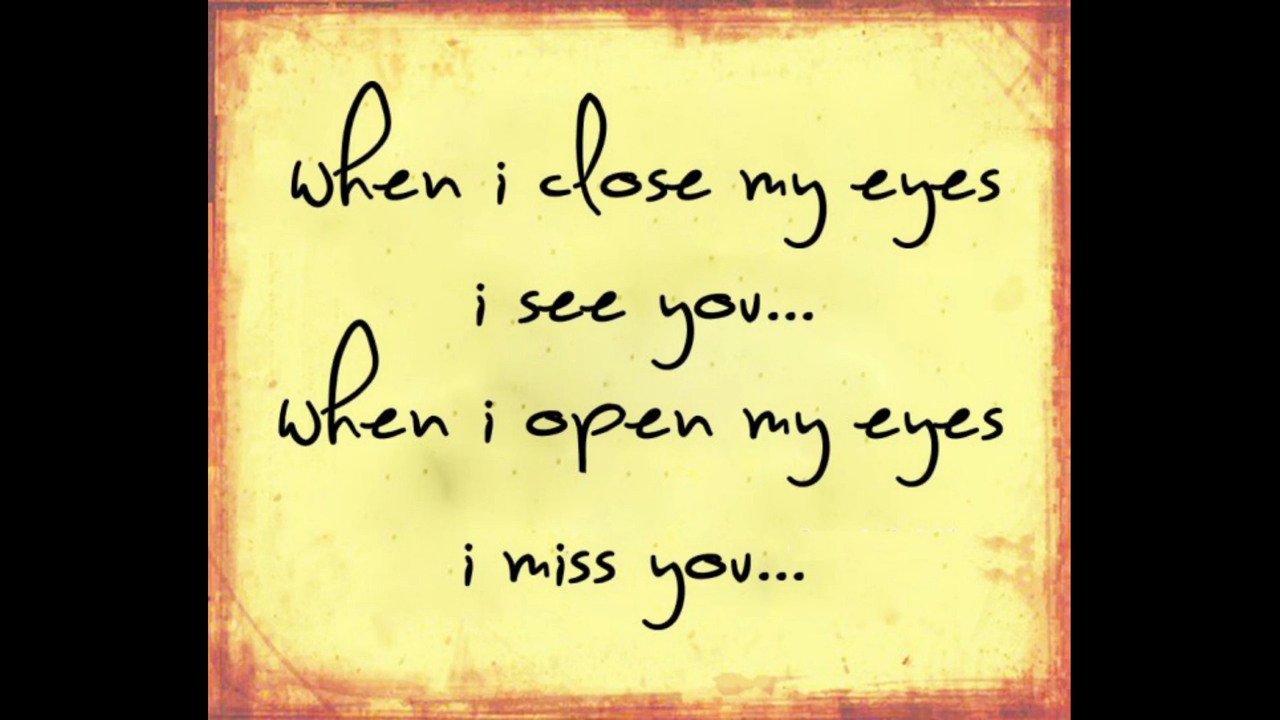 when i close my eyes
i see you...
when i open my eyes
i miss you...